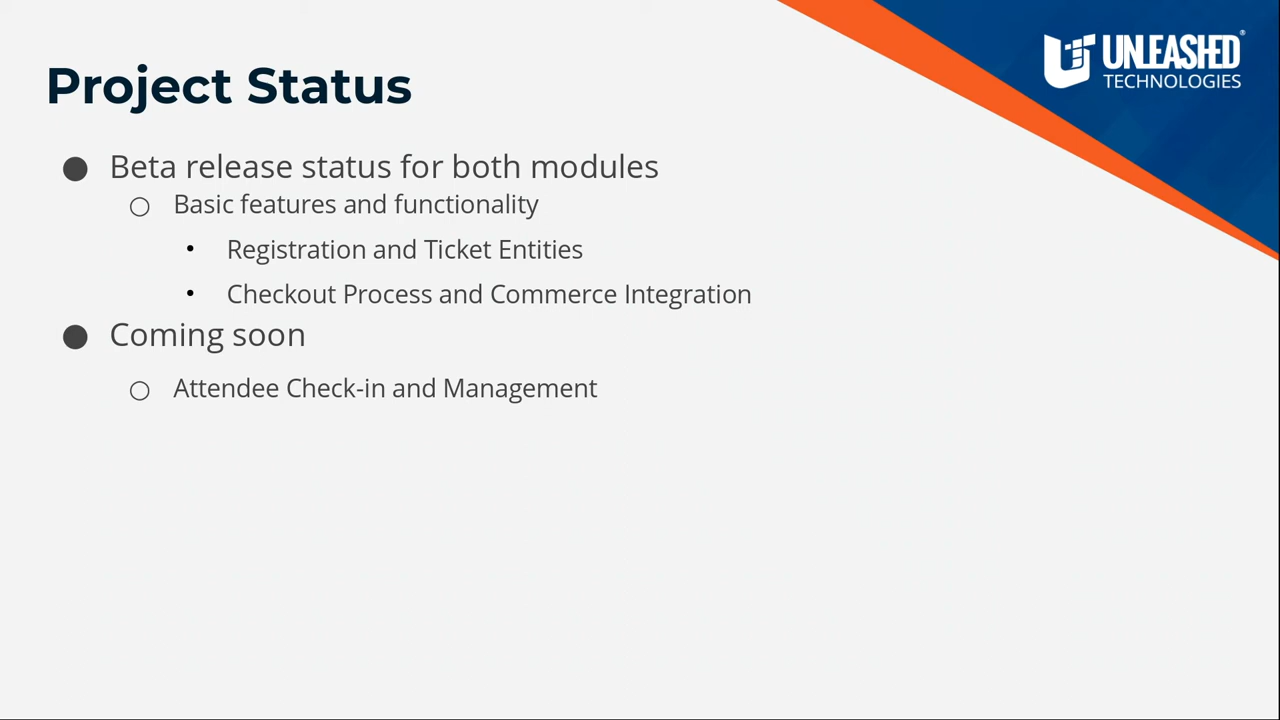 UNLEASHED®
TECHNOLOGIES
Project Status
● Beta release status for both modules
○ Basic features and functionality
• Registration and Ticket Entities
• Checkout Process and Commerce Integration
● Coming soon
○ Attendee Check-in and Management